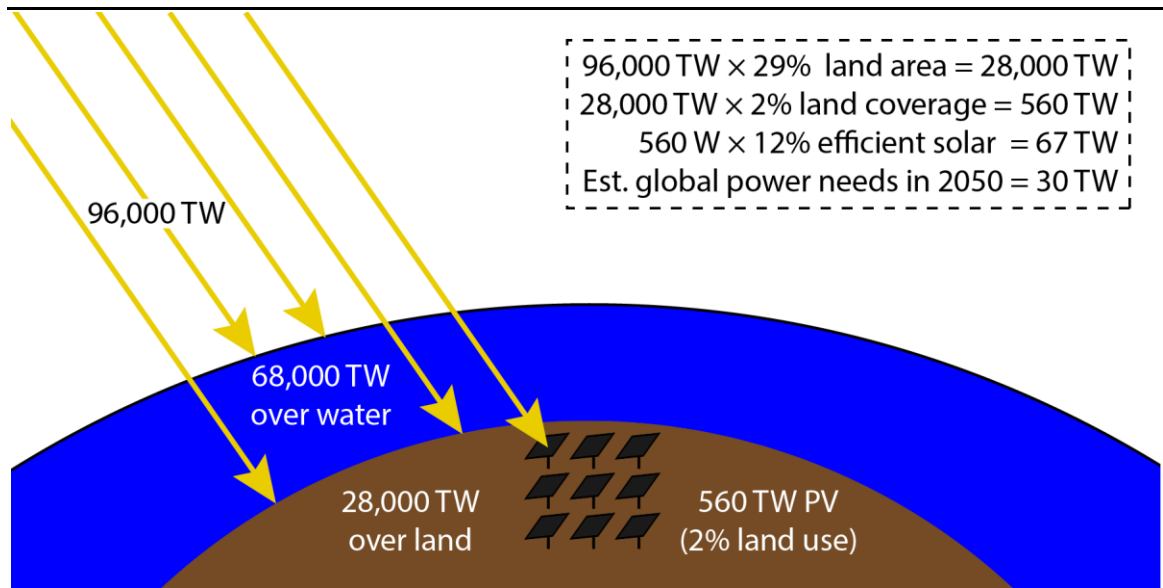 96,000 TW × 29% land area = 28,000 TW
28,000 TW × 2% land coverage = 560 TW
560 W × 12% efficient solar = 67 TW
Est. global power needs in 2050 = 30 TW
96,000 TW
68,000 TW
over water
28,000 TW
over land
560 TW PV
(2% land use)